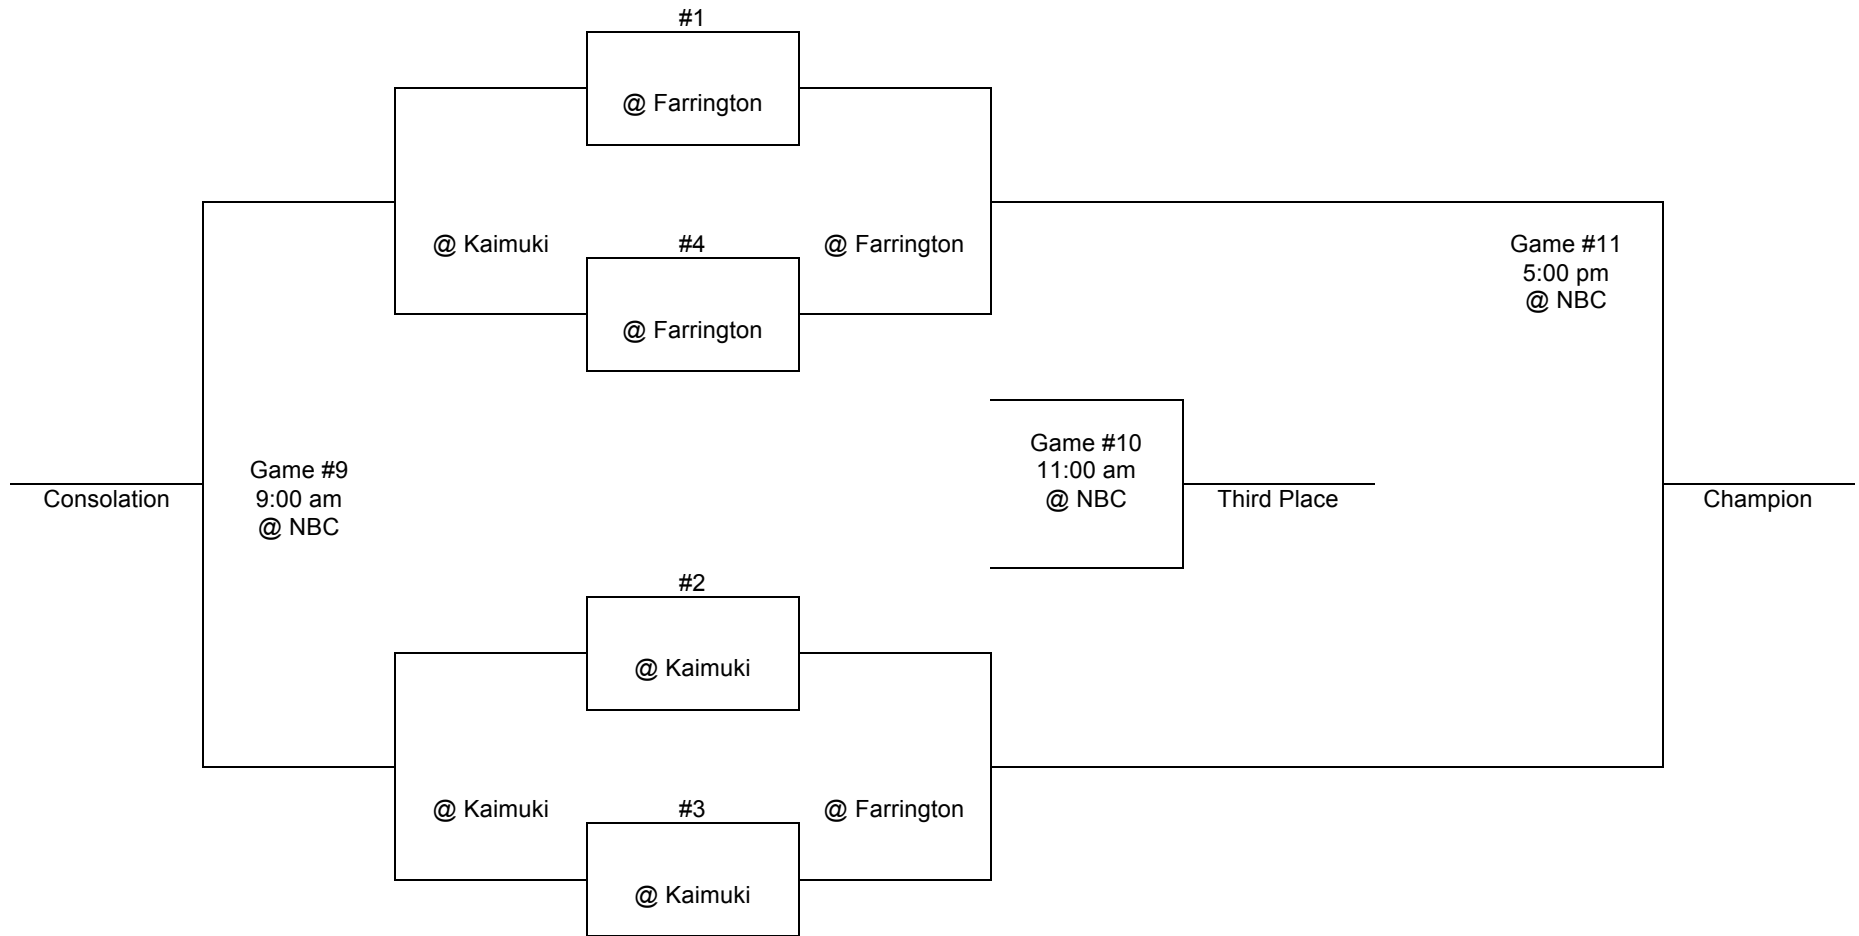 #1
@ Farrington
@ Kaimuki
#4
@ Farrington
Game #11
5:00 pm
@ NBC
@ Farrington
Game #10
11:00 am
@ NBC
Third Place
Game #9
9:00 am
@ NBC
Consolation
Champion
#2
@ Kaimuki
@ Kaimuki
#3
@ Farrington
@ Kaimuki